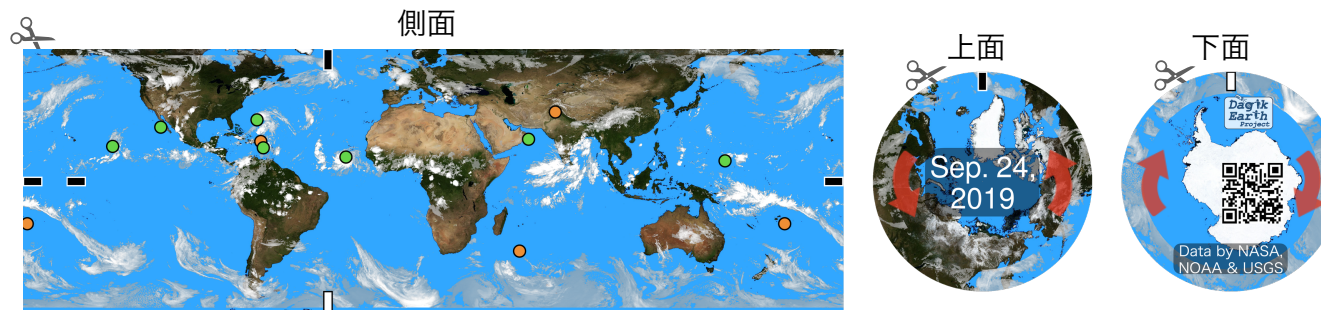 側面
上面
下面
Sep. 24,
2019
Dagik
Earth
Project
Data by NASA,
NOAA & USGS